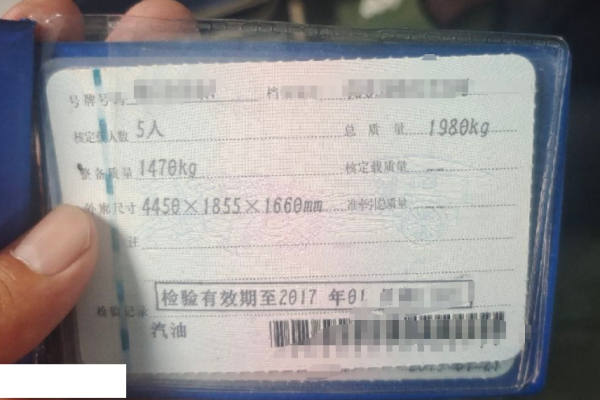 号牌号码 档
核定载人数 5人 总质量 1980kg
整备质量 1470kg 核定载质量 --
外廓尺寸 4450×1855×1660mm 准牵引总质量 --
注
检验有效期至2017 年01
检验记录
汽油